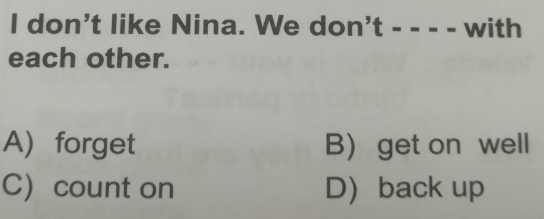 I don't like Nina. We don't - - - - with
each other.
A) forget
B) get on well
C) count on
D) back up